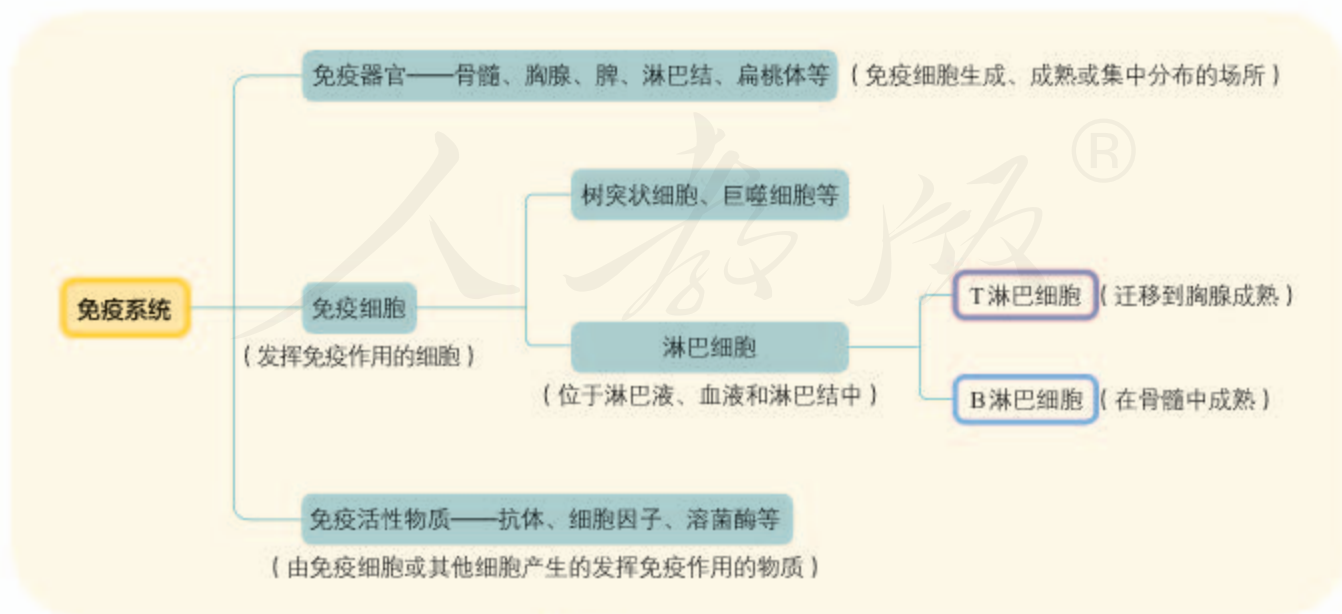 免疫器官——骨髓、胸腺、脾、淋巴结、扁桃体等（免疫细胞生成、成熟或集中分布的场所）
树突状细胞、巨噬细胞等
免疫系统
免疫细胞
（发挥免疫作用的细胞）
淋巴细胞
（位于淋巴液、血液和淋巴结中）
T淋巴细胞（迁移到胸腺成熟）
B淋巴细胞（在骨髓中成熟）
免疫活性物质——抗体、细胞因子、溶菌酶等
（由免疫细胞或其他细胞产生的发挥免疫作用的物质）
人教版®